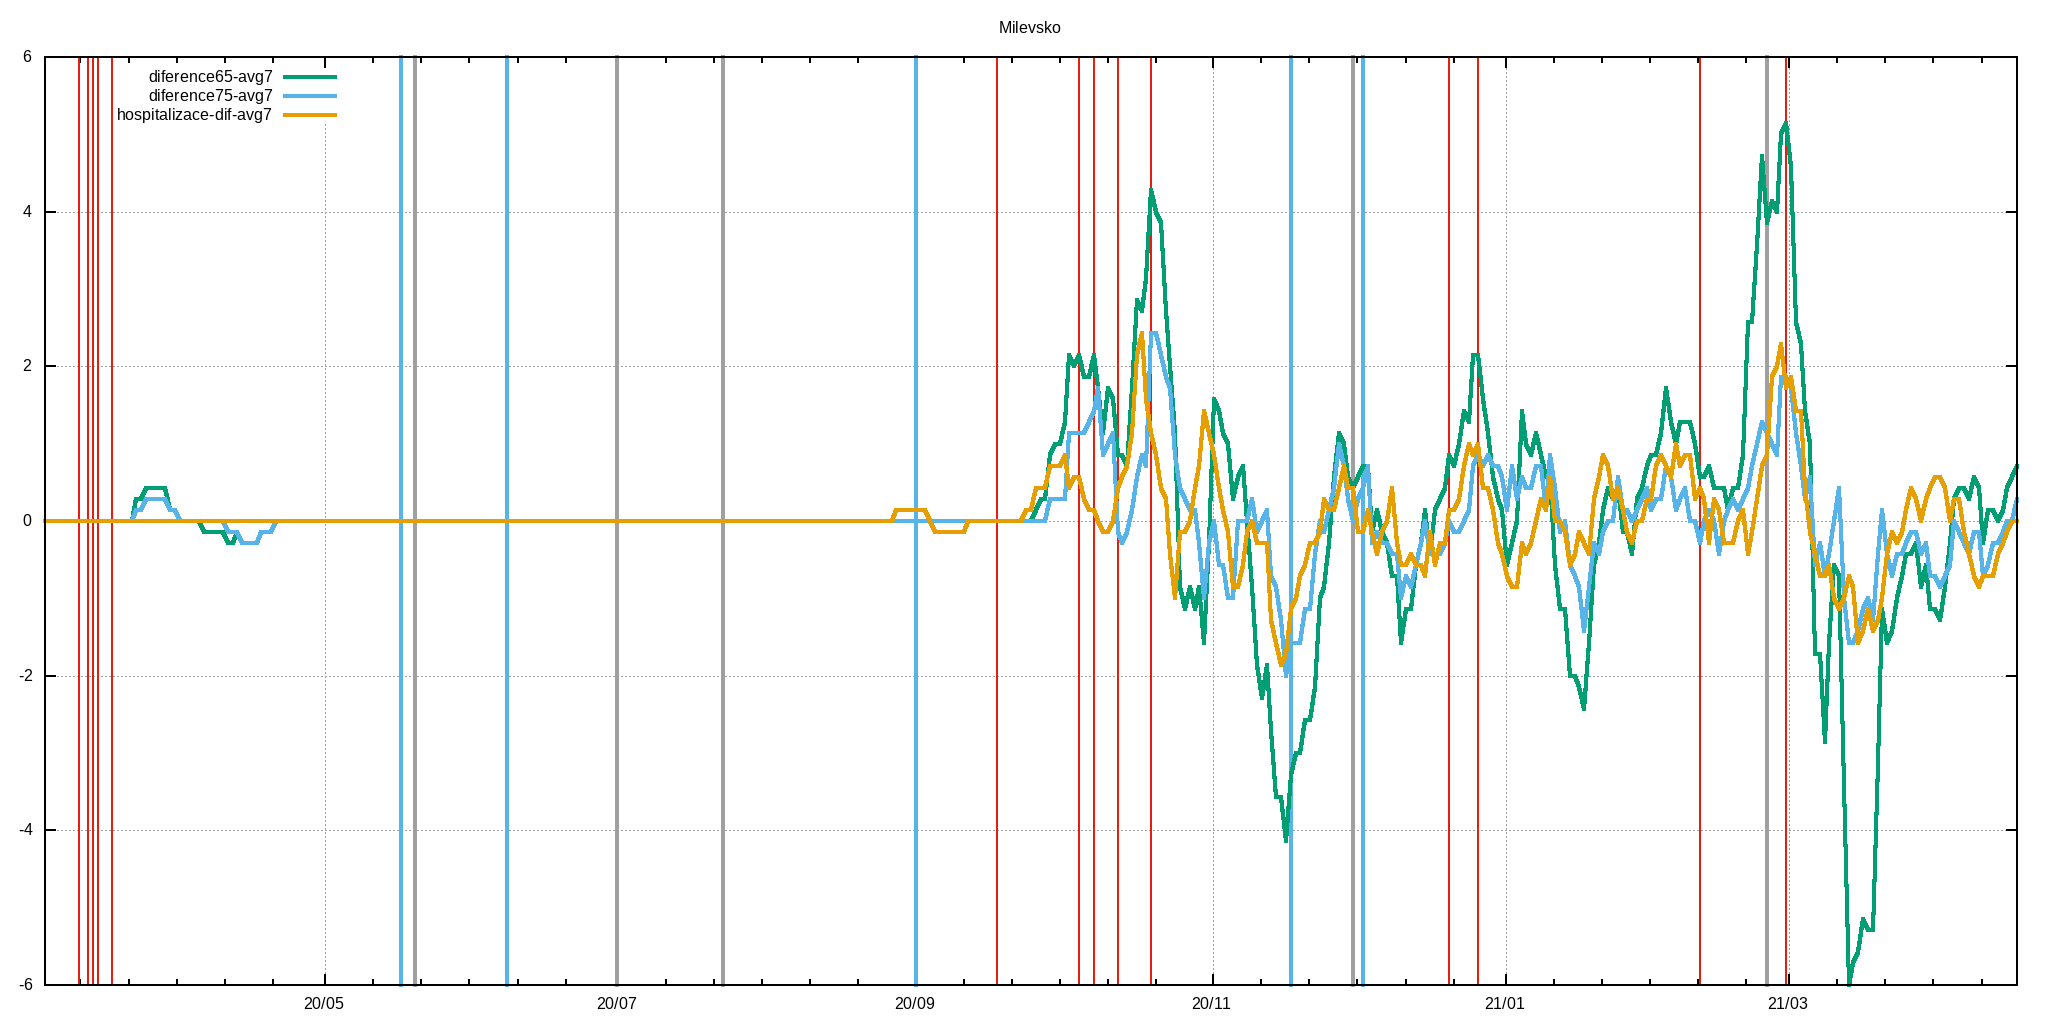 Milevsko
6
diference65-avg7
diference75-avg7
hospitalizace-dif-avg7
4
2
0
-2
-4
-6
20/05 20/07 20/09 20/11 21/01 21/03